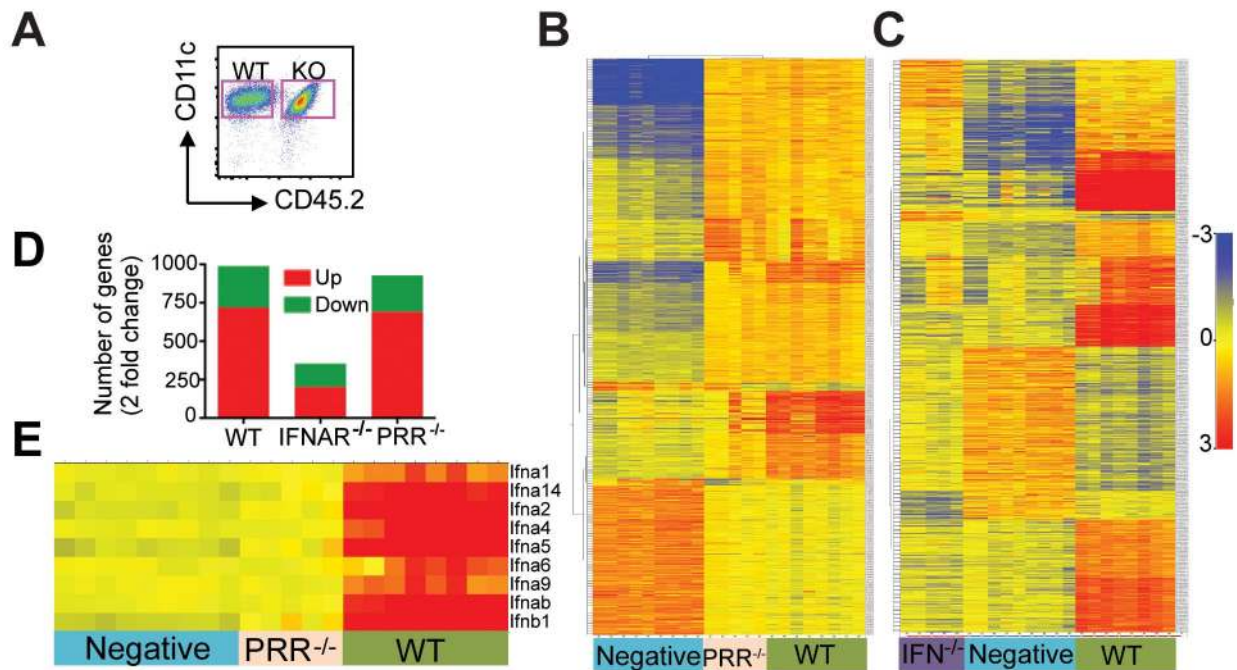 A
CD11c
WT KO
CD45.2
B
Negative PRR-/- WT
C
IFN-/- Negative WT
-3
0
3
D
Number of genes
(2 fold change)
1000
750
500
250
0
Up
Down
WT IFNAR-/- PRR-/-
E
Ifna1
Ifna14
Ifna2
Ifna4
Ifna5
Ifna6
Ifna9
Ifnab
Ifnb1
Negative PRR-/- WT